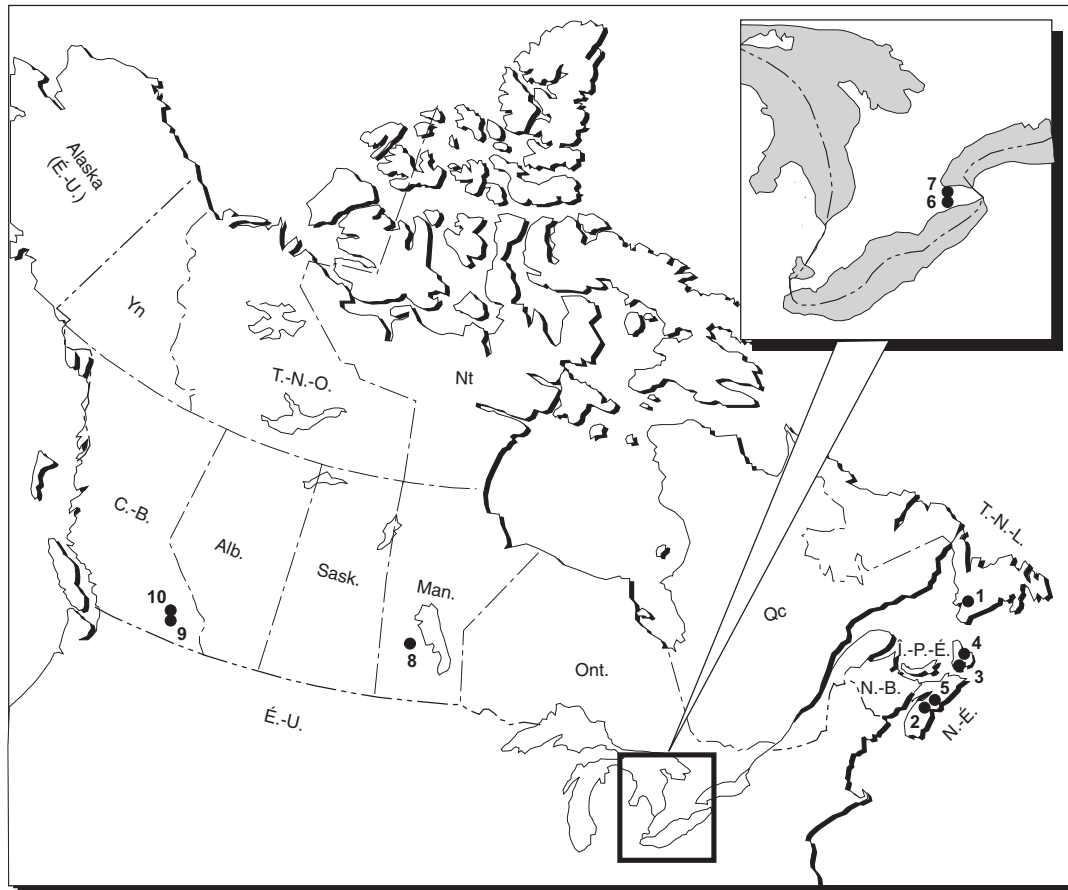 Alaska
(É.-U.)
Yn
T.-N.-O.
Nt
C.-B.
Alb.
Sask.
Man.
Ont.
Qc
T.-N.-L.
Î.-P.-É.
N.-B.
N.-É.
É.-U.
7
6
10
9
8
1
4
3
5
2